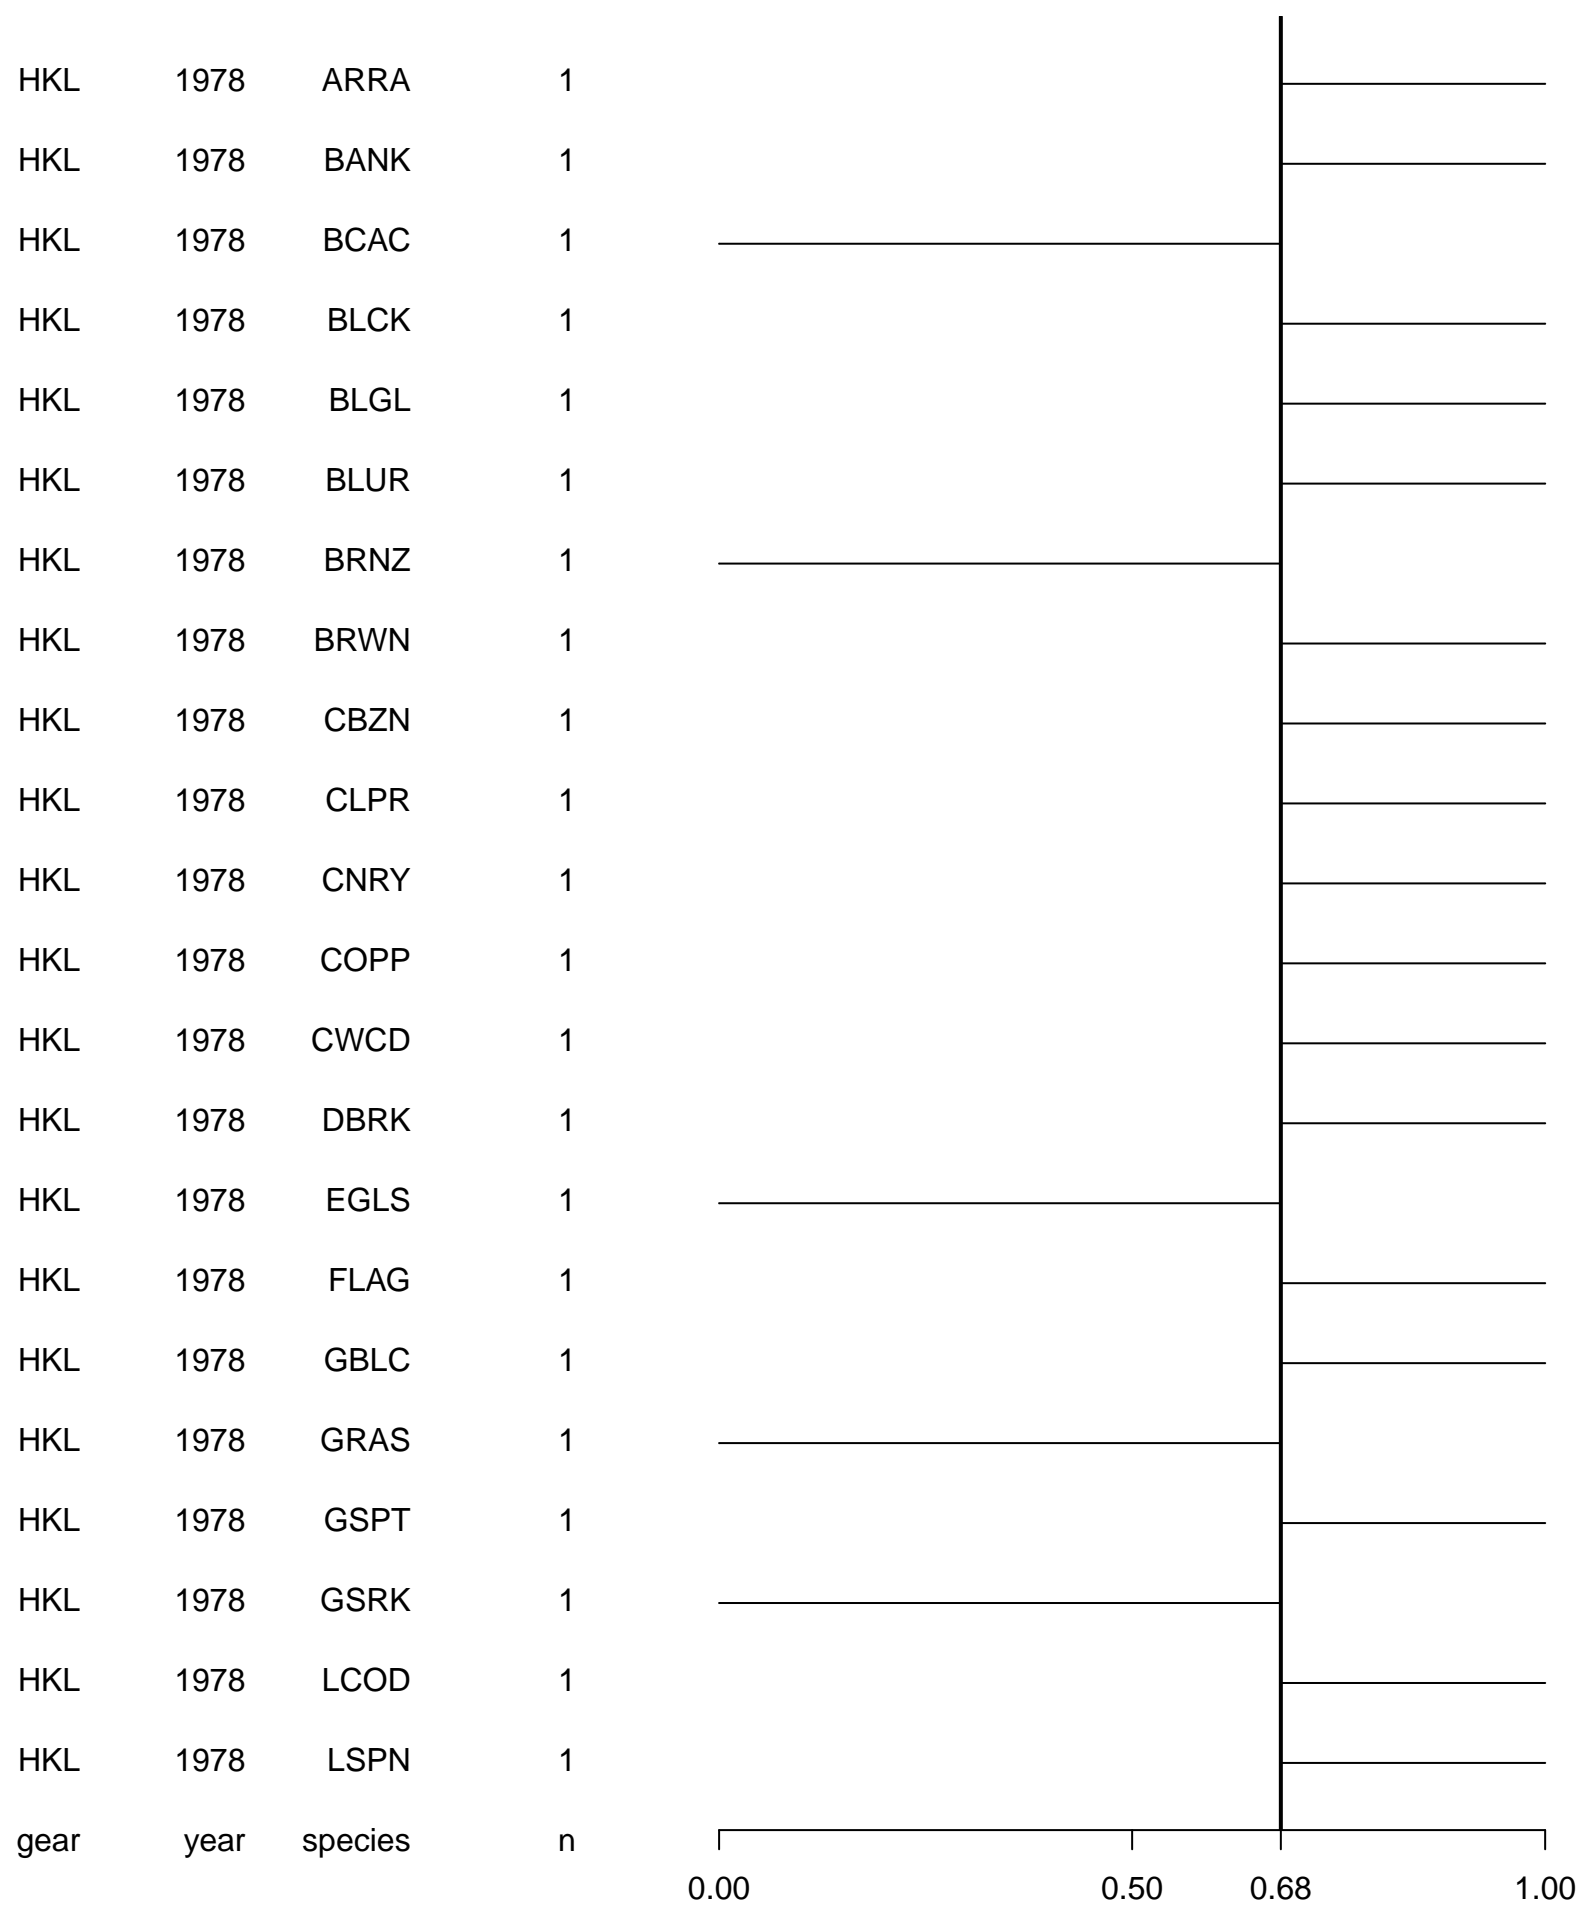 HKL 1978 ARRA 1
HKL 1978 BANK 1
HKL 1978 BCAC 1
HKL 1978 BLCK 1
HKL 1978 BLGL 1
HKL 1978 BLUR 1
HKL 1978 BRNZ 1
HKL 1978 BRWN 1
HKL 1978 CBZN 1
HKL 1978 CLPR 1
HKL 1978 CNRY 1
HKL 1978 COPP 1
HKL 1978 CWCD 1
HKL 1978 DBRK 1
HKL 1978 EGLS 1
HKL 1978 FLAG 1
HKL 1978 GBLC 1
HKL 1978 GRAS 1
HKL 1978 GSPT 1
HKL 1978 GSRK 1
HKL 1978 LCOD 1
HKL 1978 LSPN 1
gear year species n
0.00 0.50 0.68 1.00